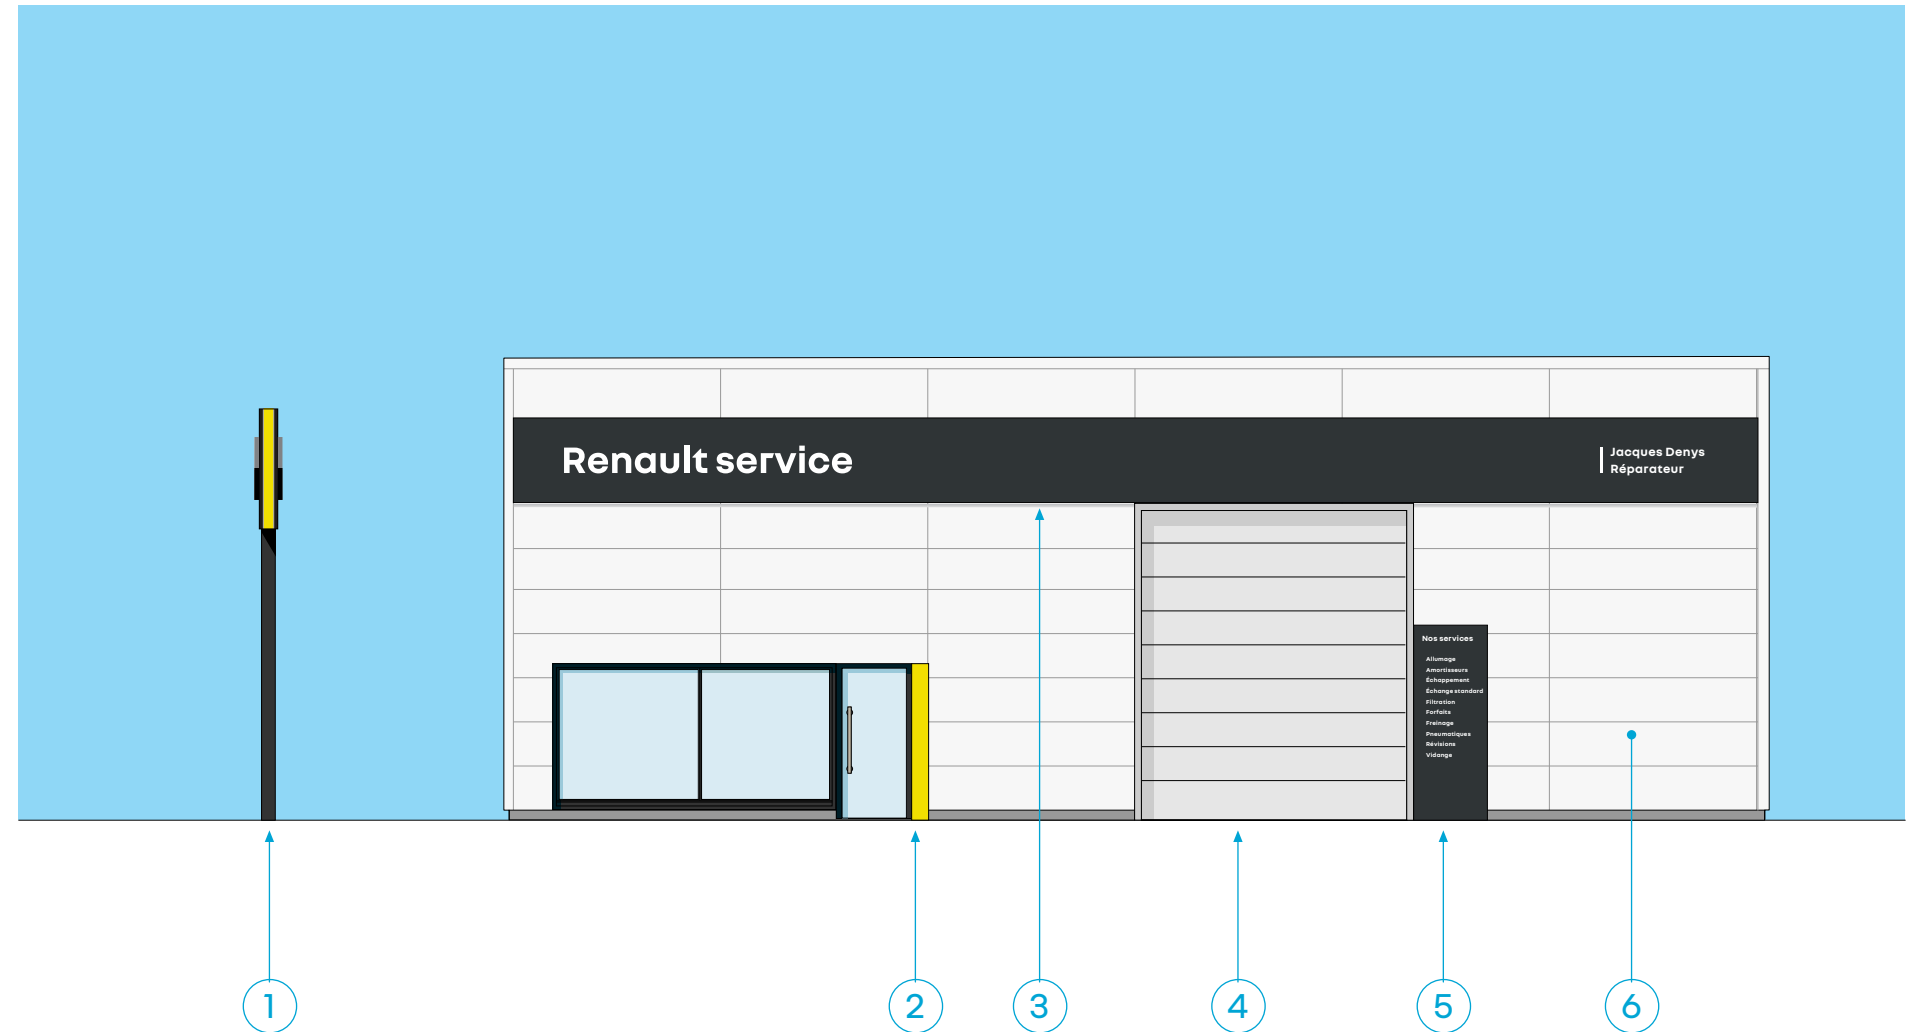 Renault service
Jacques Denys
Réparateur
Nos services
Allumage
Amortisseurs
Échappement
Échange standard
Filtration
Forfaits
Freinage
Pneumatiques
Révisions
Vidange
1
2
3
4
5
6